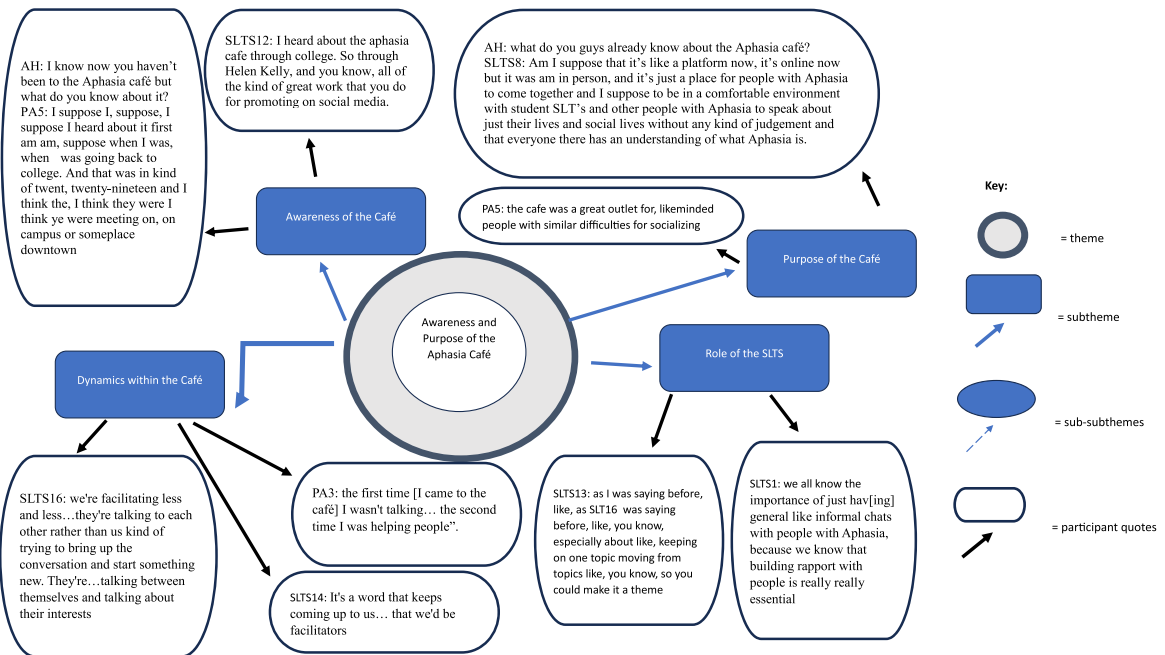 AH: I know now you haven't
been to the Aphasia café but
what do you know about it?
PA5: I suppose I, suppose, I
suppose I heard about it first
am am, suppose when I was,
when was going back to
college. And that was in kind
of twent, twenty-nineteen and I
think the, I think they were I
think ye were meeting on, on
campus or someplace
downtown
SLTS12: I heard about the aphasia
cafe through college. So through
Helen Kelly, and you know, all of
the kind of great work that you do
for promoting on social media.
AH: what do you guys already know about the Aphasia café?
SLTS8: Am I suppose that it's like a platform now, it's online now
but it was am in person, and it's just a place for people with Aphasia
to come together and I suppose to be in a comfortable environment
with student SLT's and other people with Aphasia to speak about
just their lives and social lives without any kind of judgement and
that everyone there has an understanding of what Aphasia is.
Awareness of the Café
PA5: the cafe was a great outlet for, likeminded
people with similar difficulties for socializing
Purpose of the Café
Awareness and
Purpose of the
Aphasia Café
Role of the SLTS
Dynamics within the Café
SLTS16: we're facilitating less
and less…they're talking to each
other rather than us kind of
trying to bring up the
conversation and start something
new. They're…talking between
themselves and talking about
their interests
PA3: the first time [I came to the
café] I wasn't talking… the second
time I was helping people”.
SLTS14: It's a word that keeps
coming up to us… that we'd be
facilitators
SLTS13: as I was saying before,
like, as SLT16 was saying
before, like, you know,
especially about like, keeping
on one topic moving from
topics like, you know, so you
could make it a theme
SLTS1: we all know the
importance of just hav[ing]
general like informal chats
with people with Aphasia,
because we know that
building rapport with
people is really really
essential
Key:
= theme
= subtheme
= sub-subthemes
= participant quotes